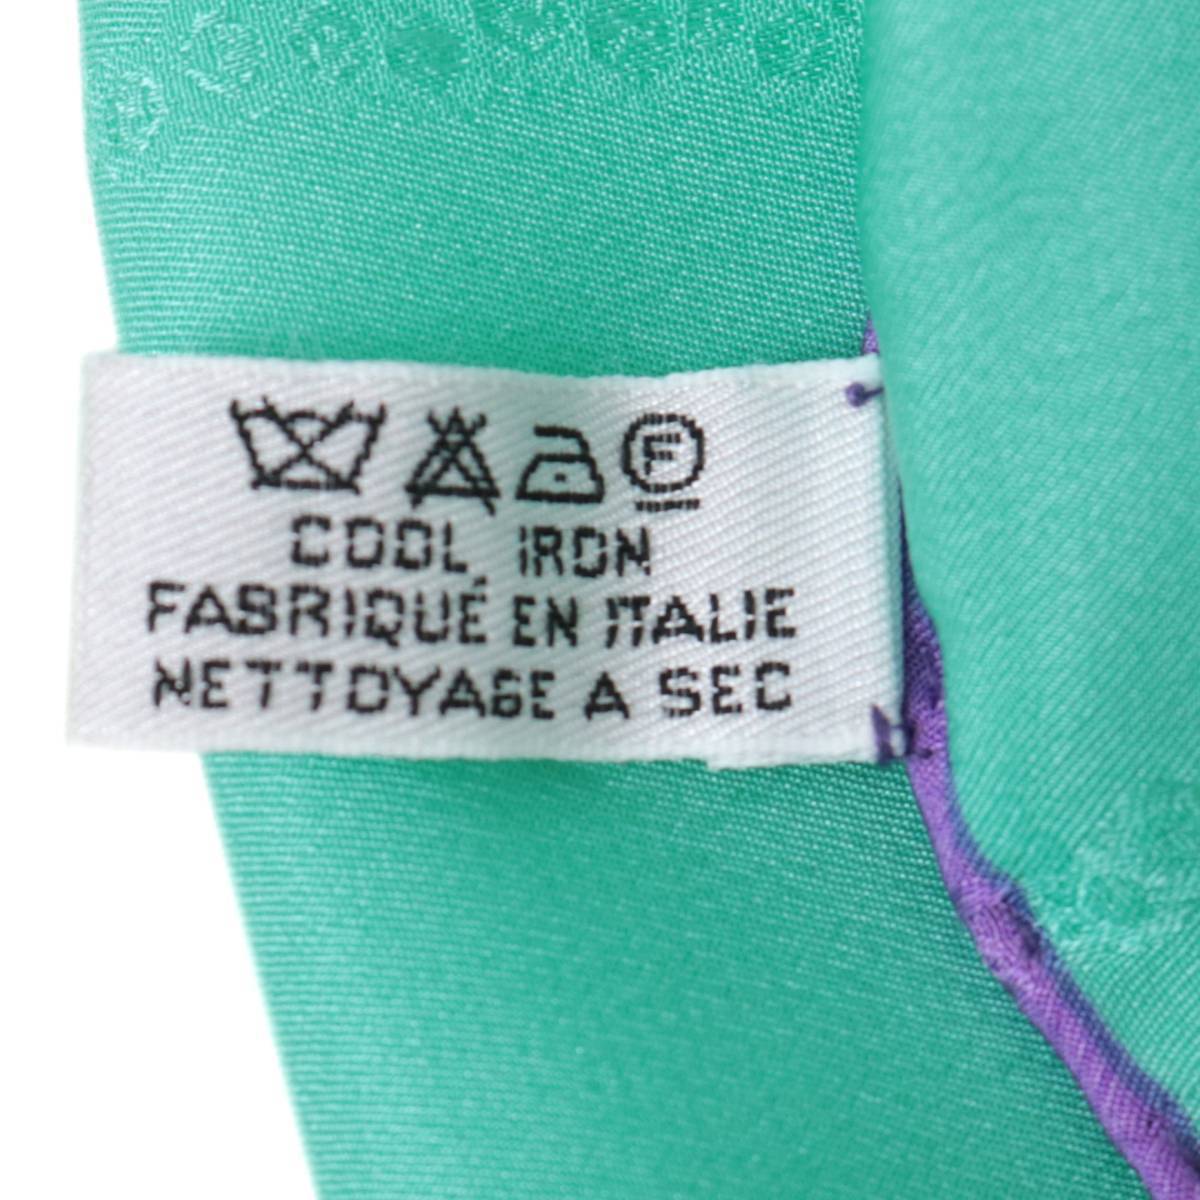 F
COOL IRON
FABRIQUÉ EN ITALIE
NETTOYAGE A SEC